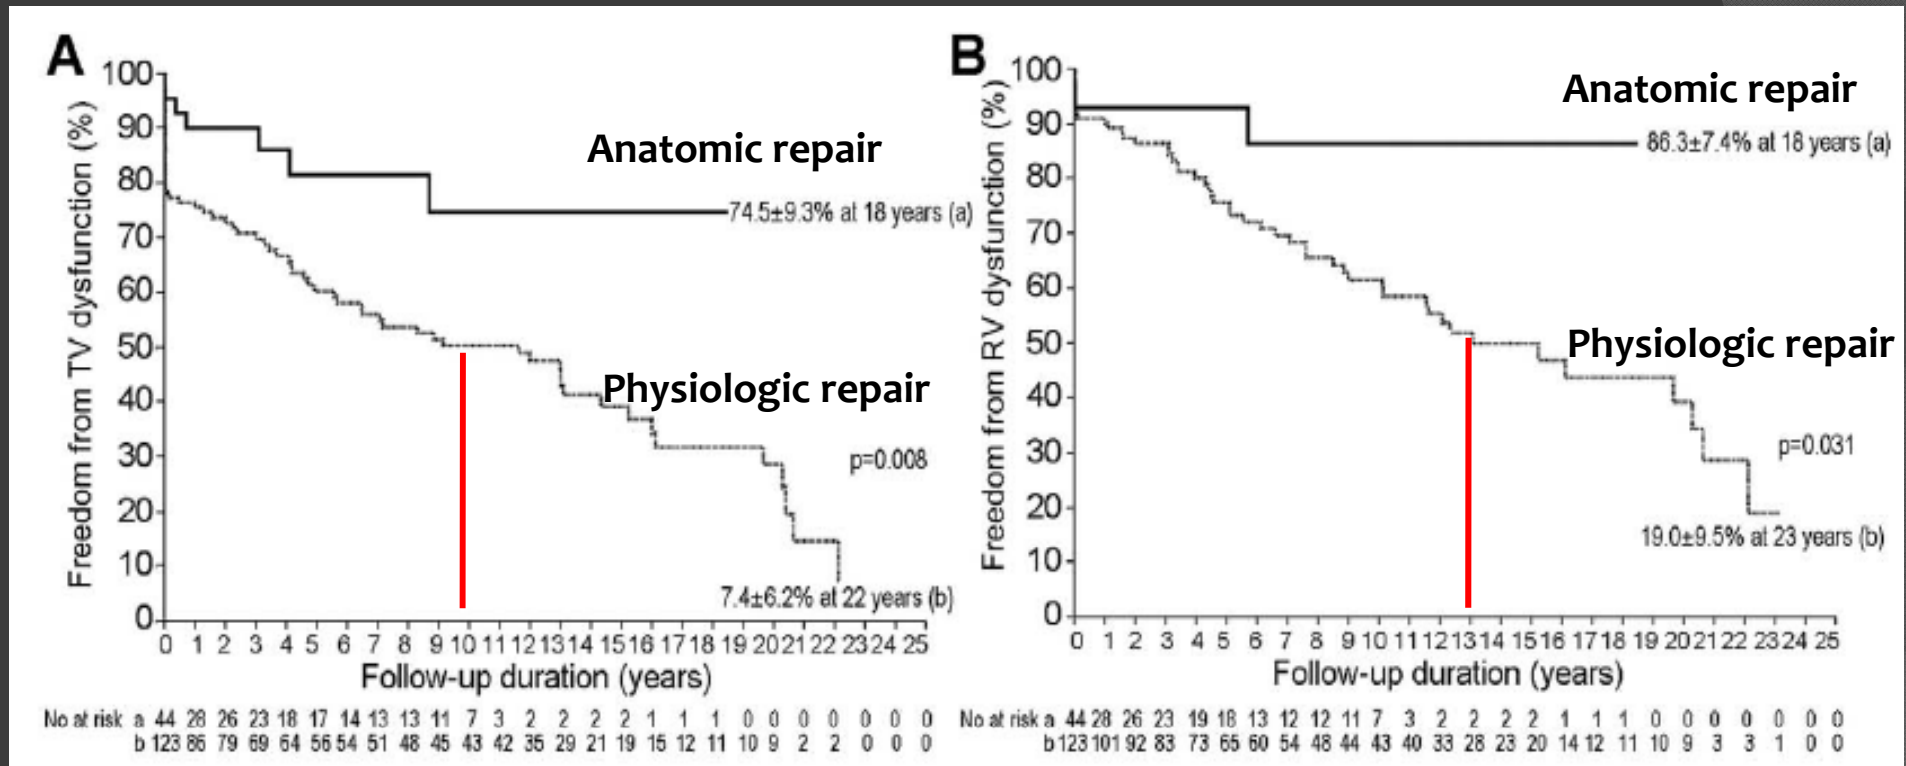 A
Freedom from TV dysfunction (%)
100
90
80
70
60
50
40
30
20
10
0
Anatomic repair
74.5±9.3% at 18 years (a)
Physiologic repair
p=0.008
7.4±6.2% at 22 years (b)
0 1 2 3 4 5 6 7 8 9 10 11 12 13 14 15 16 17 18 19 20 21 22 23 24 25
Follow-up duration (years)
No at risk a 44 28 26 23 18 17 14 13 13 11 7 3 2 2 2 2 1 1 1 0 0 0 0 0 0 0
b 123 86 79 69 64 56 54 51 48 45 43 42 35 29 21 19 15 12 11 10 9 2 2 0 0 0
B
Freedom from RV dysfunction (%)
100
90
80
70
60
50
40
30
20
10
0
Anatomic repair
86.3±7.4% at 18 years (a)
Physiologic repair
p=0.031
19.0±9.5% at 23 years (b)
0 1 2 3 4 5 6 7 8 9 10 11 12 13 14 15 16 17 18 19 20 21 22 23 24 25
Follow-up duration (years)
No at risk a 44 28 26 23 19 18 13 12 12 11 7 3 2 2 2 2 1 1 1 0 0 0 0 0 0 0
b 123 101 92 83 73 65 60 54 48 44 43 40 33 28 23 20 14 12 11 10 9 3 3 1 0 0